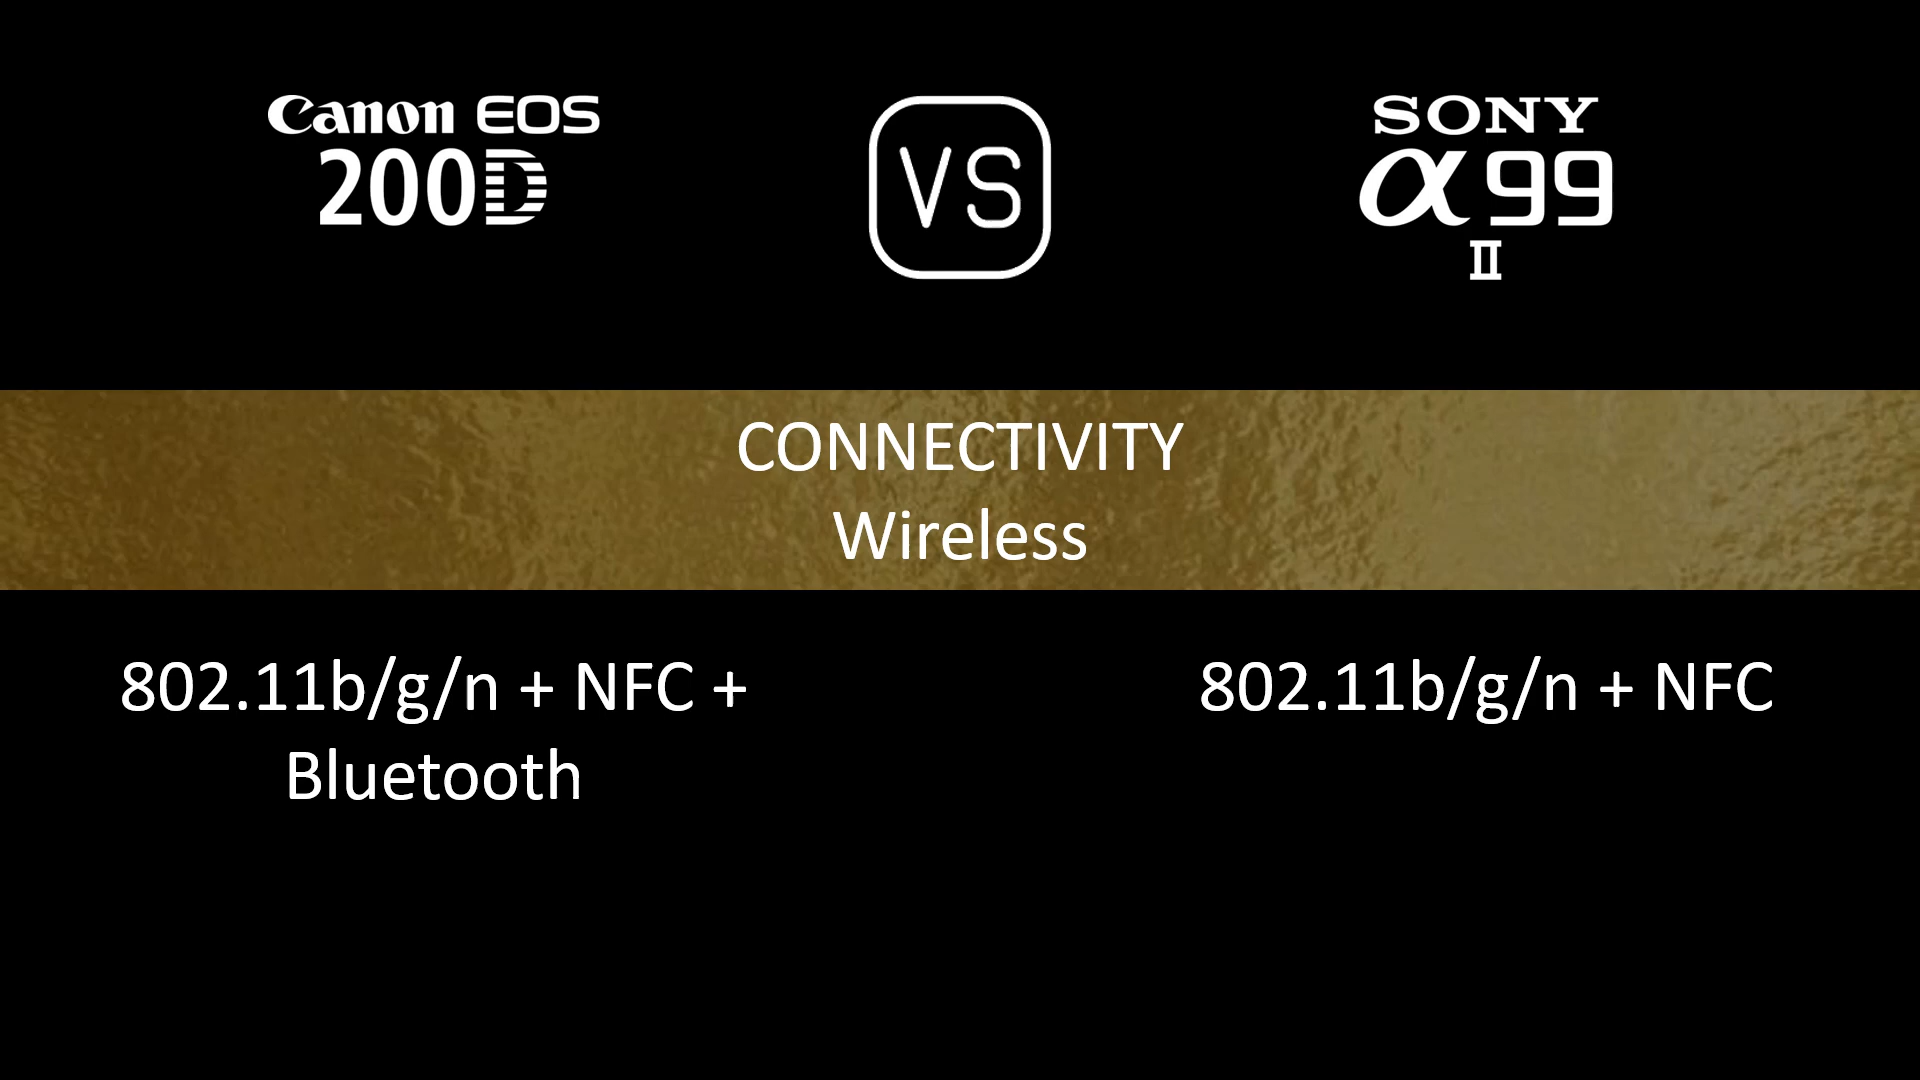 Canon EOS
200D
VS
SONY
α99
II
CONNECTIVITY
Wireless
802.11b/g/n + NFC +
Bluetooth
802.11b/g/n + NFC